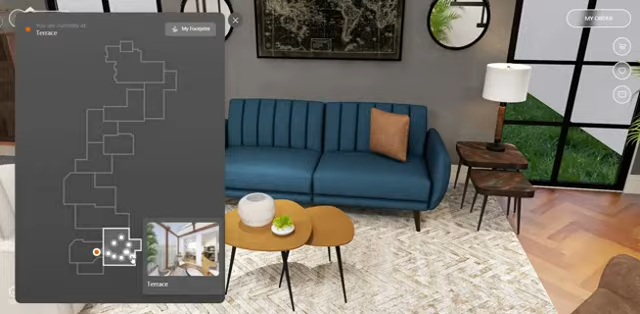 You are currently at
Terrace
My Footprint
MY ORDER
Terrace